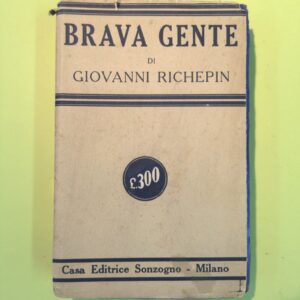 BRAVA GENTE
DI
GIOVANNI RICHEPIN
£.300
Casa Editrice Sonzogno - Milano